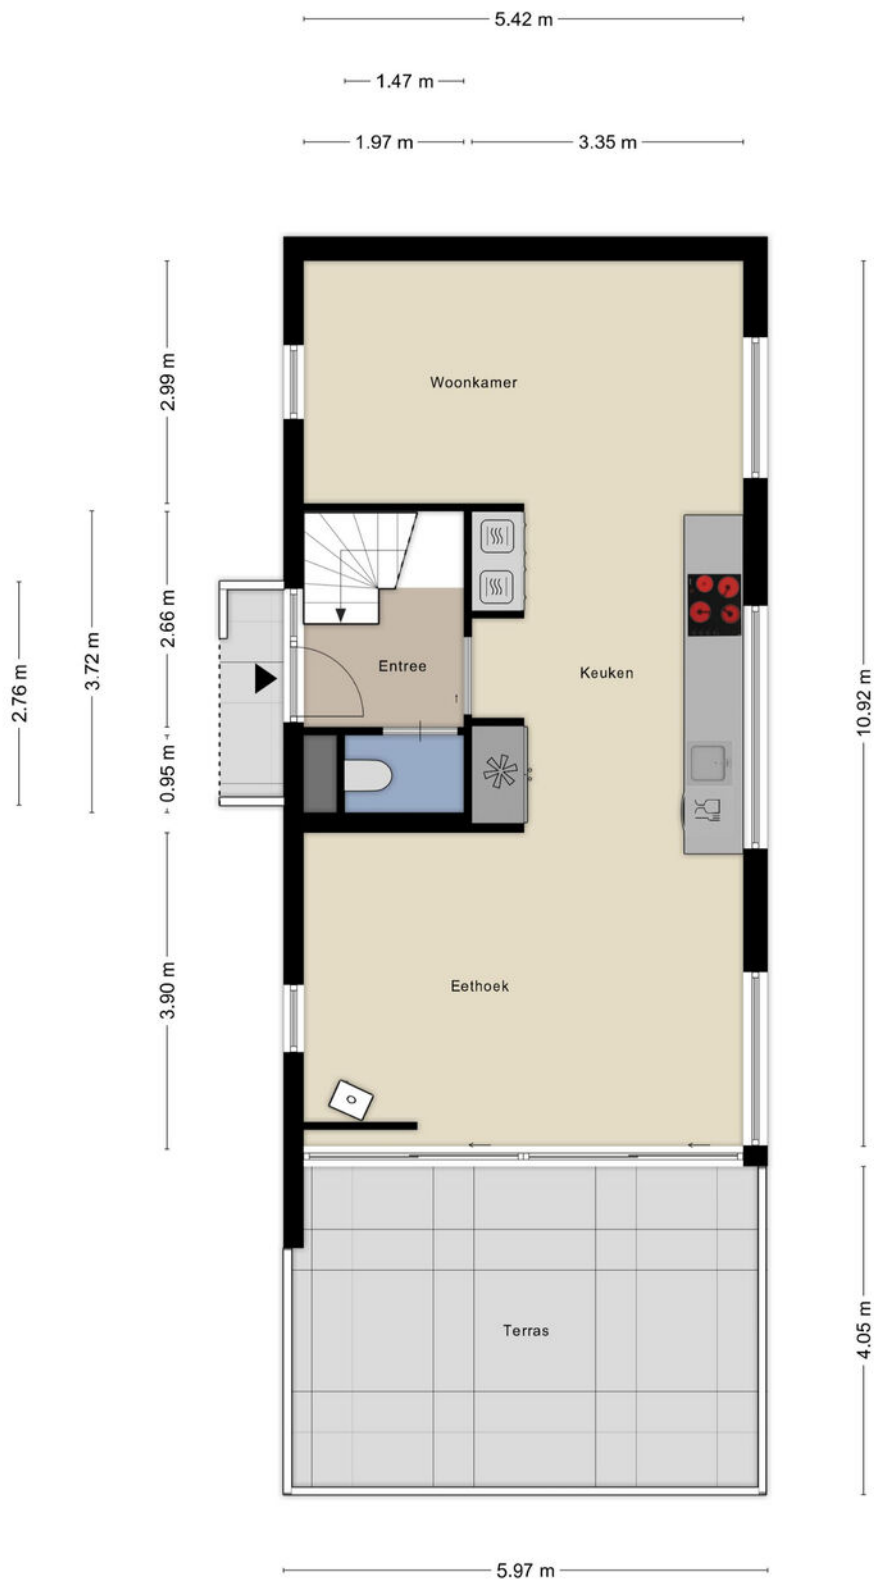 5.42 m
1.47 m
1.97 m
3.35 m
2.99 m
Woonkamer
2.66 m
3.72 m
2.76 m
Entree
Keuken
10.92 m
0.95 m
3.90 m
Eethoek
Terras
4.05 m
5.97 m